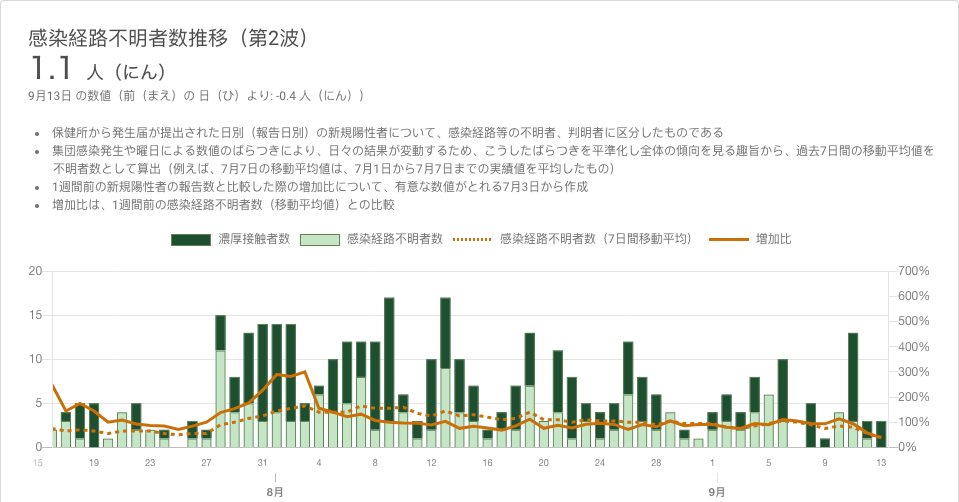 感染経路不明者数推移（第2波）
1.1 人（にん）
9月13日 の数値（前（まえ）の 日（ひ）より: -0.4 人（にん））
保健所から発生届が提出された日別（報告日別）の新規陽性者について、感染経路等の不明者、判明者に区分したものである
集団感染発生や曜日による数値のばらつきにより、日々の結果が変動するため、こうしたばらつきを平準化し全体の傾向を見る趣旨から、過去7日間の移動平均値を
不明者数として算出（例えば、7月7日の移動平均値は、7月1日から7月7日までの実績値を平均したもの）
1週間前の新規陽性者の報告数と比較した際の増加比について、有意な数値がとれる7月3日から作成
増加比は、1週間前の感染経路不明者数（移動平均値）との比較
濃厚接触者数 感染経路不明者数 感染経路不明者数（7日間移動平均） 増加比
20 700%
600%
15
500%
400%
10
300%
200%
5
100%
0 0%
15 19 23 27 31 4 8 12 16 20 24 28 1 5 9 13
8月 9月